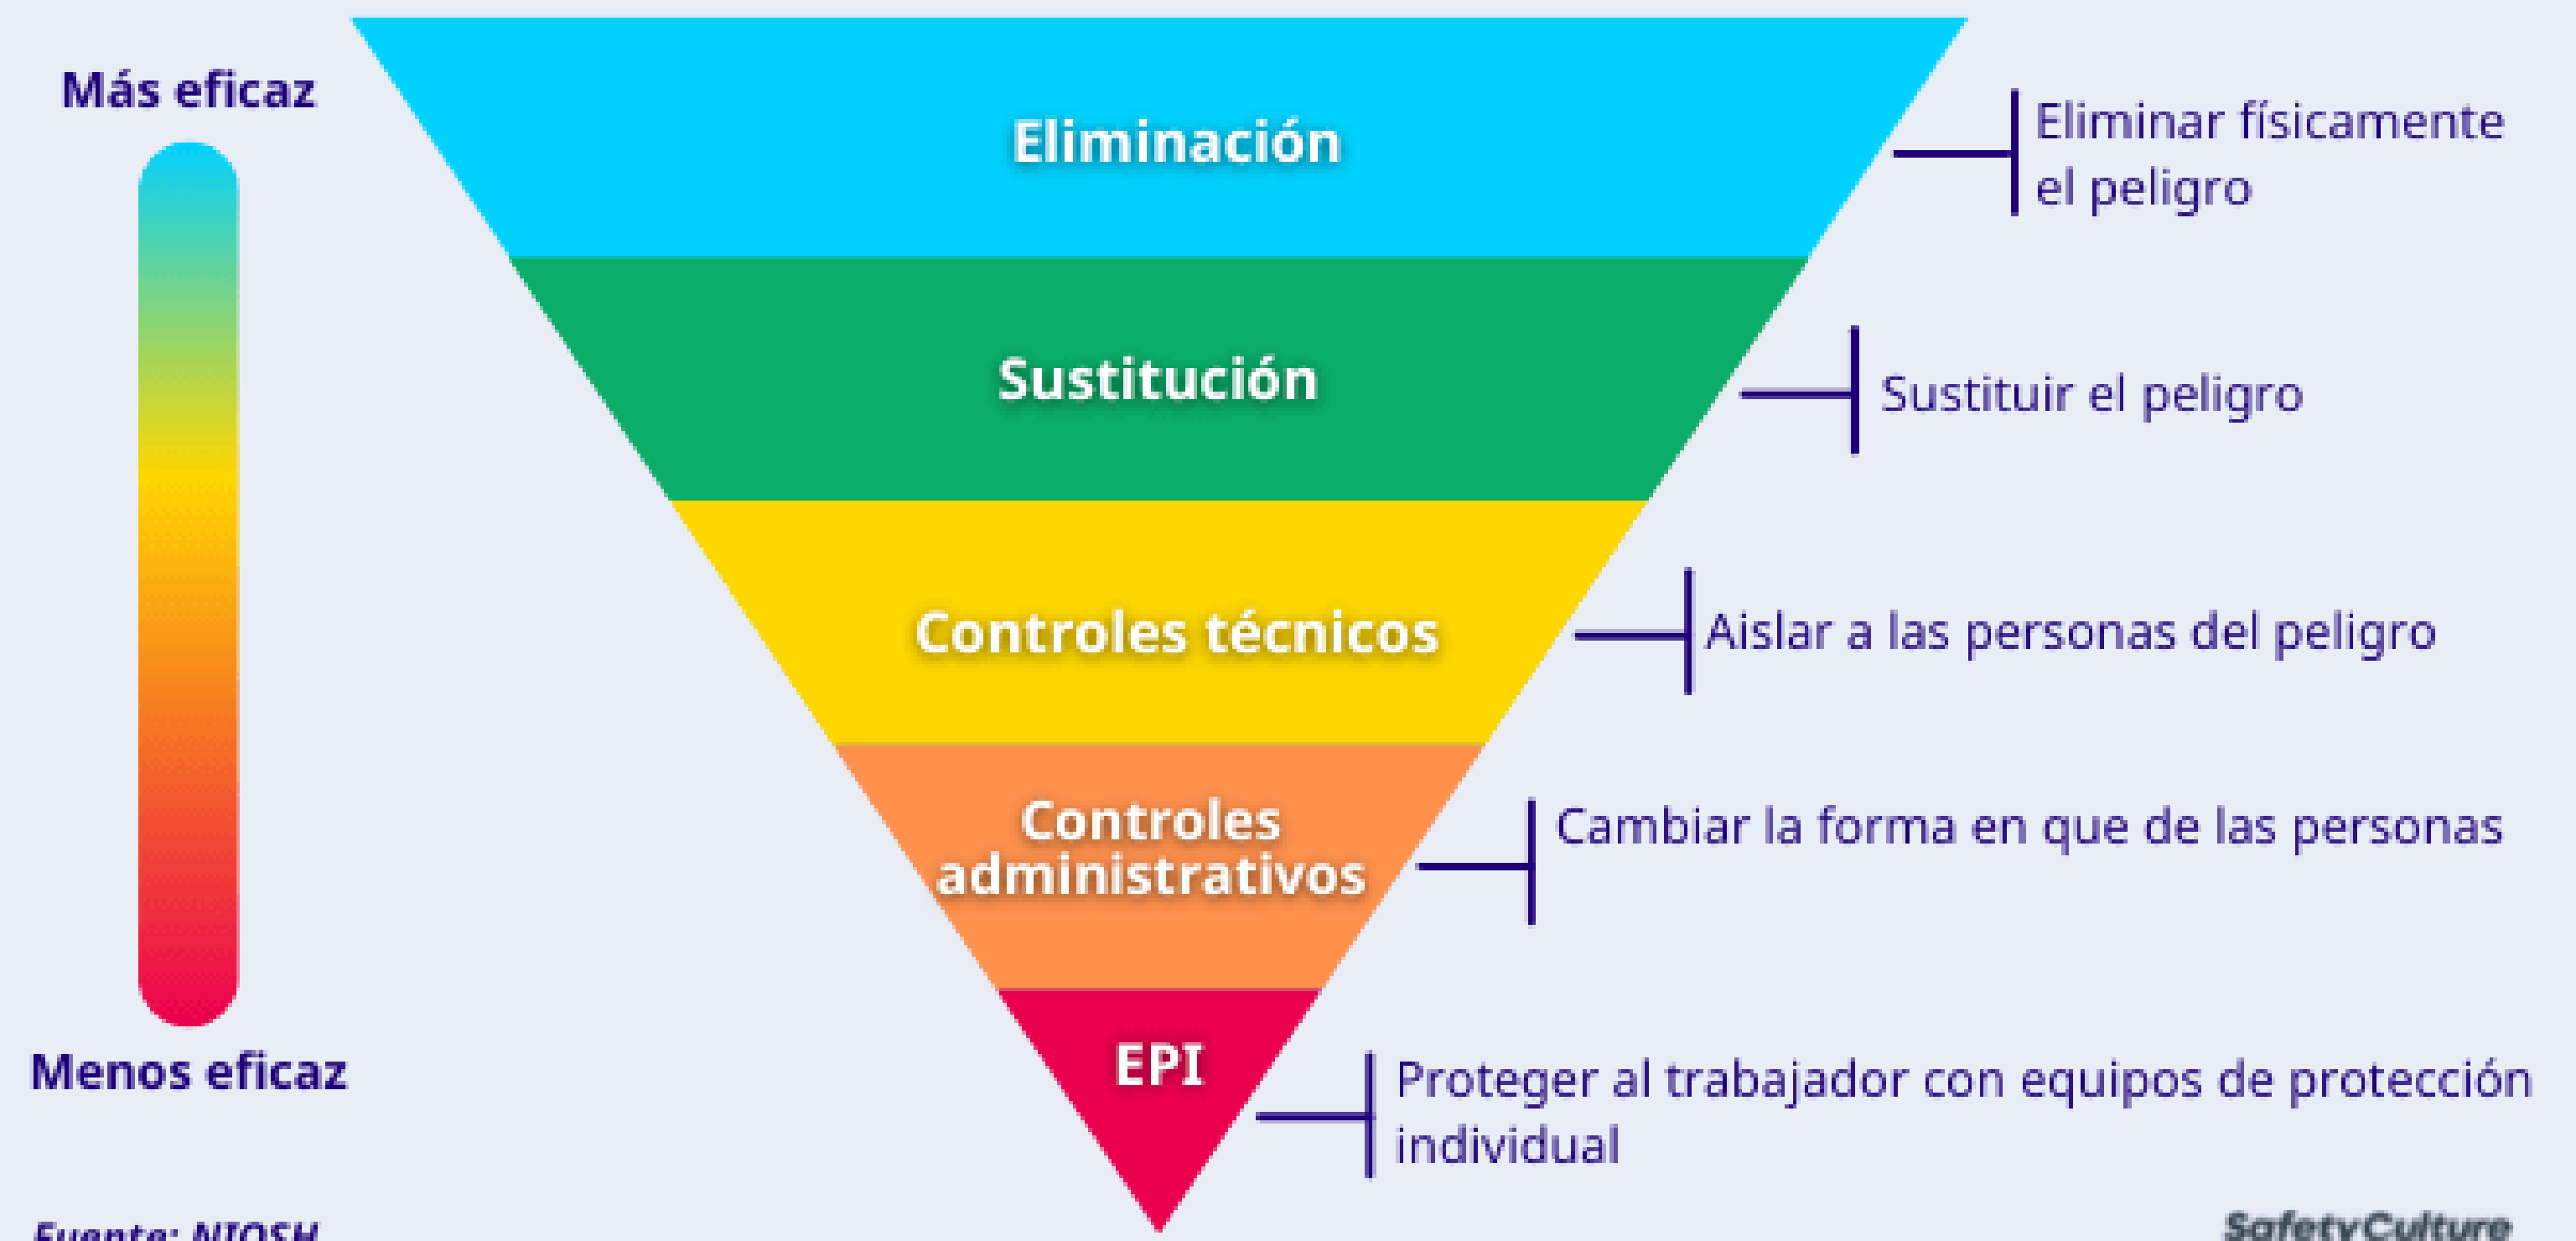 Más eficaz
Eliminación
Eliminar físicamente
el peligro
Sustitución
Sustituir el peligro
Controles técnicos
Aislar a las personas del peligro
Controles
administrativos
Cambiar la forma en que de las personas
EPI
Proteger al trabajador con equipos de protección
individual
Menos eficaz
Fuente: NIOSH
SafetyCulture